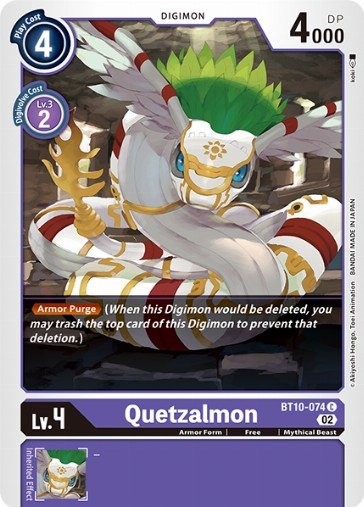 DIGIMON
Play Cost
4
DP
4000
Digivolve Cost
Lv.3
2
koki
© Akiyoshi Hongo, Toei Animation BANDAI MADE IN JAPAN
Armor Purge (When this Digimon would be deleted, you
may trash the top card of this Digimon to prevent that
deletion.)
BT10-074 C
Lv.4
Quetzalmon
02
Armor Form | Free | Mythical Beast
Inherited Effect
–